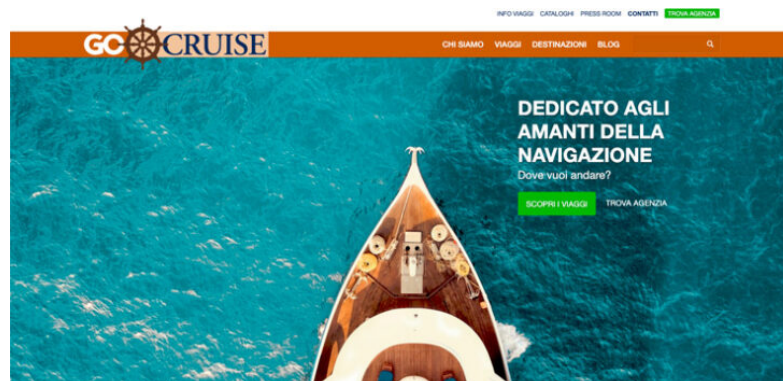 INFO VIAGGI CATALOGHI PRESS ROOM CONTATTI TROVA AGENZIA
GO CRUISE
CHI SIAMO VIAGGI DESTINAZIONI BLOG
DEDICATO AGLI
AMANTI DELLA
NAVIGAZIONE
Dove vuoi andare?
SCOPRI I VIAGGI TROVA AGENZIA